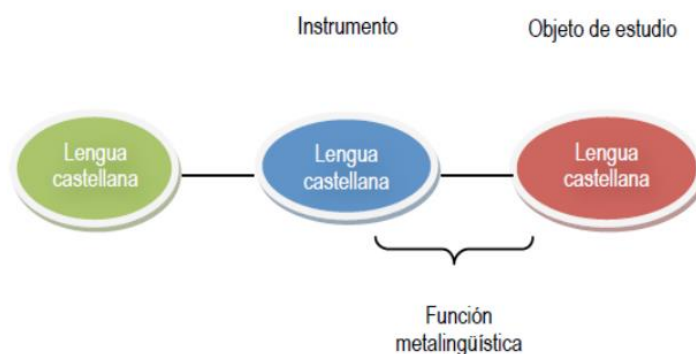 Instrumento
Objeto de estudio
Lengua
castellana
Lengua
castellana
Lengua
castellana
Función
metalingüística